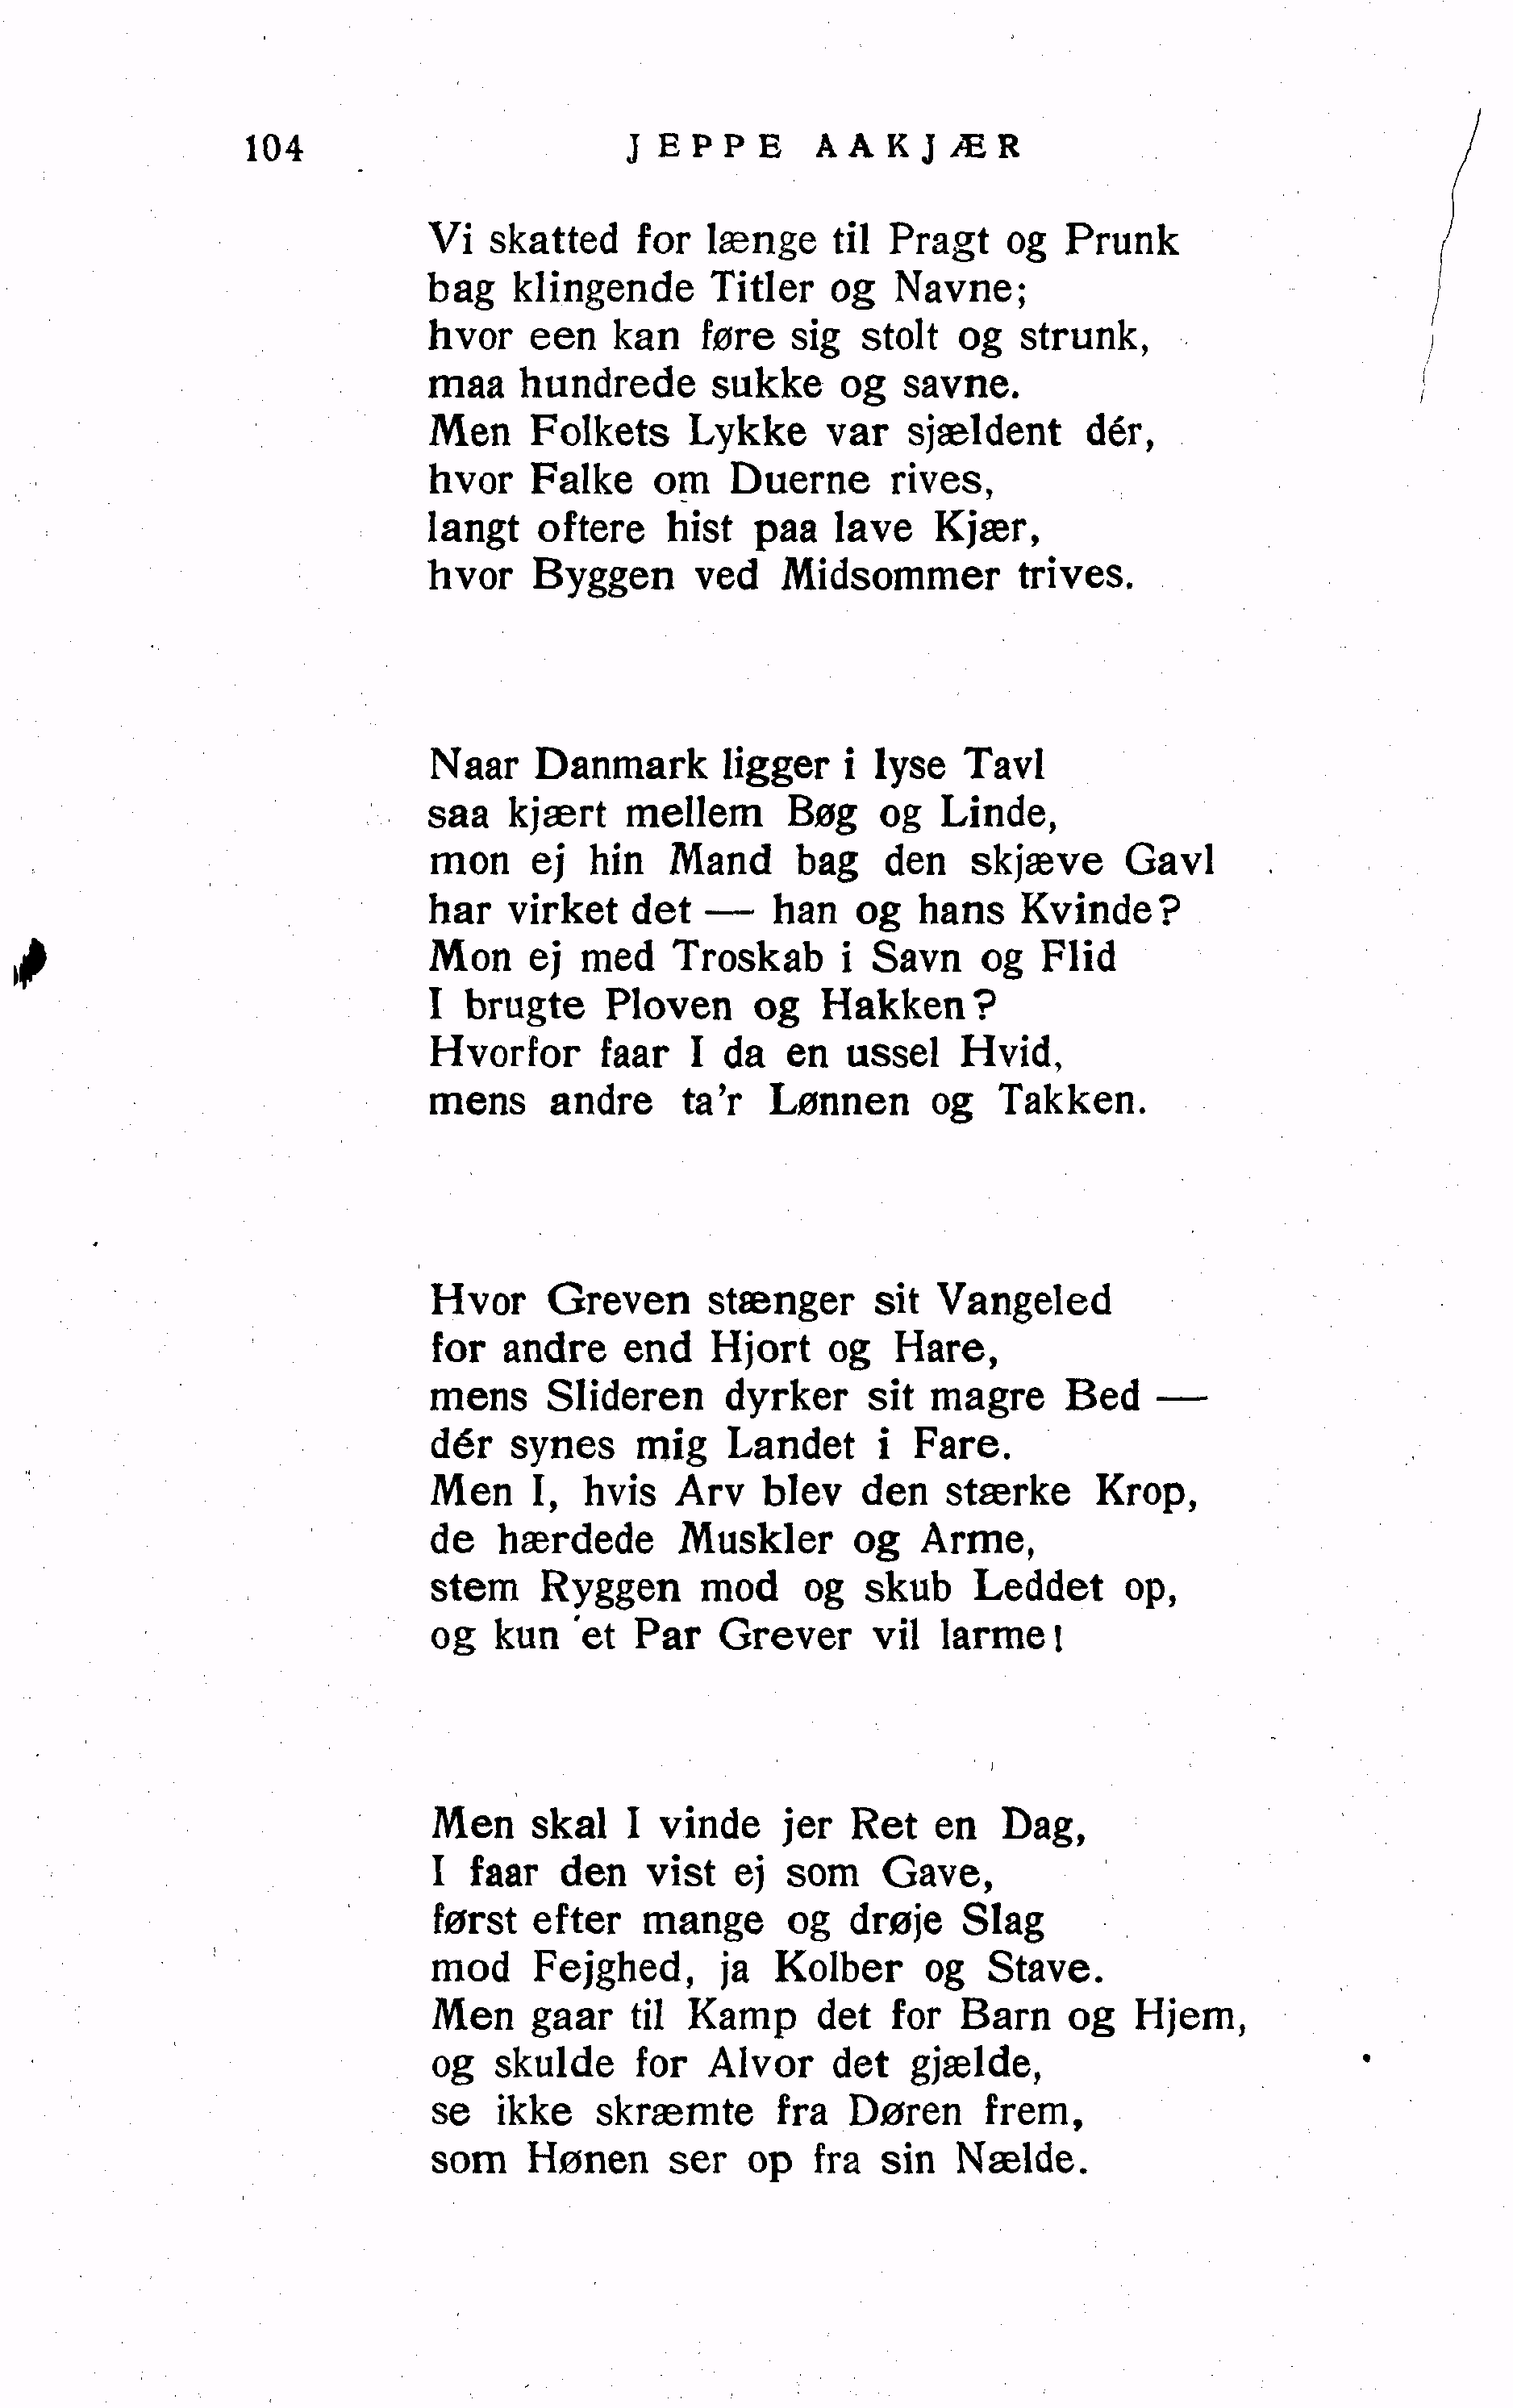 104 JEPPE AAKJÆR
Vi skatted for længe til Pragt og Prunk
bag klingende Titler og Navne;
hvor een kan føre sig stolt og strunk,
maa hundrede sukke og savne.
Men Folkets Lykke var sjældent dér,
hvor Falke om Duerne rives,
langt oftere hist paa lave Kjær,
hvor Byggen ved Midsommer trives.
Naar Danmark ligger i lyse Tavl
saa kjært mellem Bøg og Linde,
mon ej hin Mand bag den skjæve Gavl
har virket det — han og hans Kvinde?
Mon ej med Troskab i Savn og Flid
I brugte Ploven og Hakken?
Hvorfor faar I da en ussel Hvid,
mens andre ta'r Lønnen og Takken.
Hvor Greven stænger sit Vangeled
for andre end Hjort og Hare,
mens Slideren dyrker sit magre Bed —
dér synes mig Landet i Fare.
Men I, hvis Arv blev den stærke Krop,
de hærdede Muskler og Arme,
stem Ryggen mod og skub Leddet op,
og kun et Par Grever vil larme!
Men skal I vinde jer Ret en Dag,
I faar den vist ej som Gave,
først efter mange og drøje Slag
mod Fejghed, ja Kolber og Stave.
Men gaar til Kamp det for Barn og Hjem,
og skulde for Alvor det gjælde,
se ikke skræmte fra Døren frem,
som Hønen ser op fra sin Nælde.